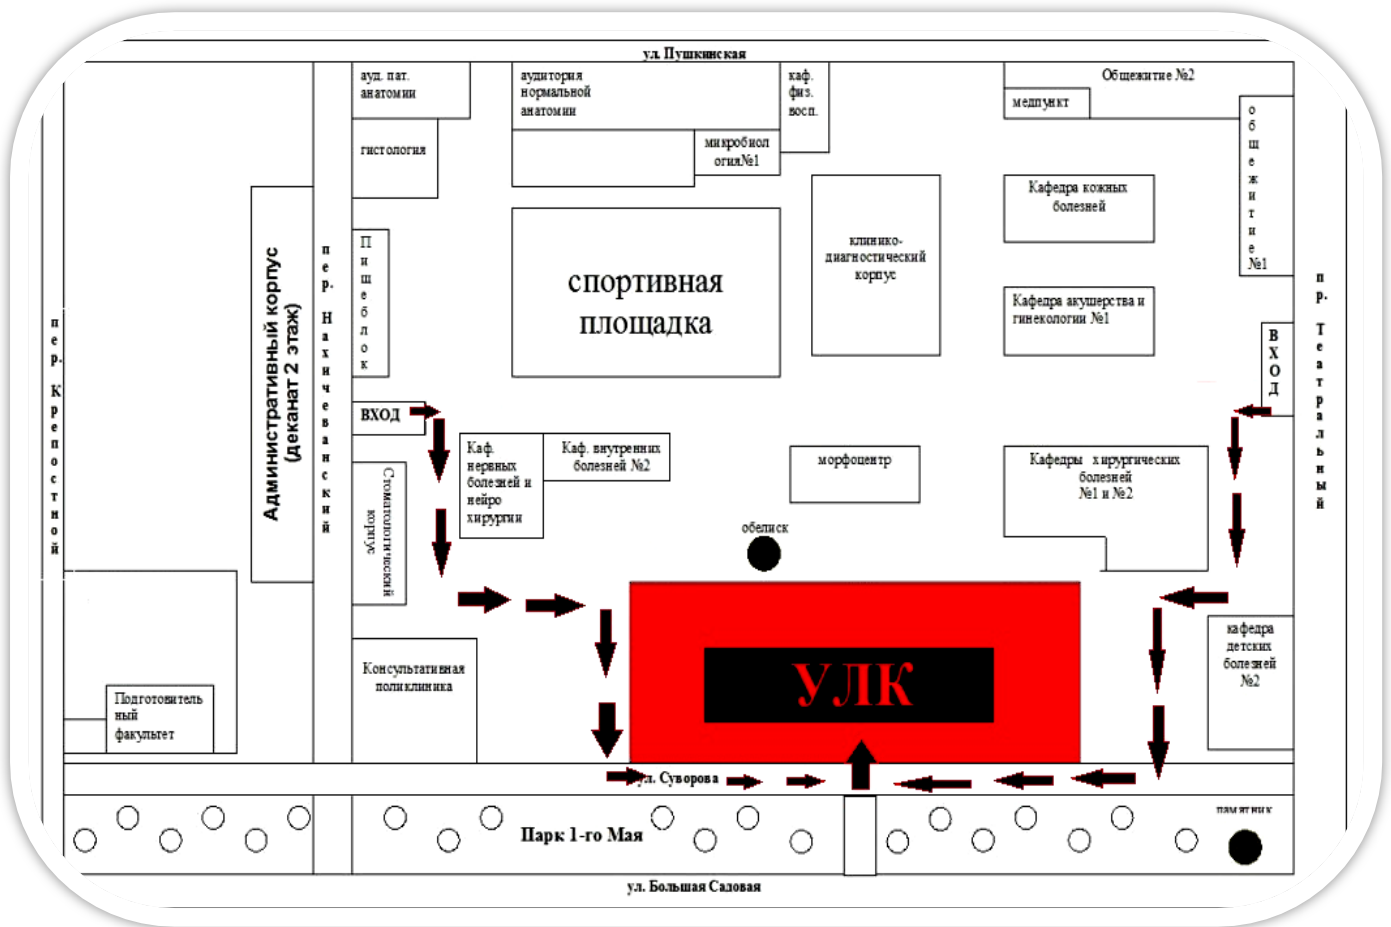 ул. Пушкинская
ауд. пат.
анатомии
аудитория
нормальной
анатомии
каф.
физ.
восп.
Общежитие №2
медпункт
общежитие
№1
гистология
микробиол
огия№1
Кафедра кожных
болезней
клинико-
диагностический
корпус
Пищеблок
спортивная
площадка
Кафедра акушерства и
гинекологии №1
Административный корпус
(деканат 2 этаж)
пер. Нахичеванский
пер. Крепостной
пр. Театральный
ВХОД
ВХОД
Каф.
нервных
болезней и
нейро
хирургии
Каф. внутренних
болезней №2
морфоцентр
Кафедры хирургических
болезней
№1 и №2
Стоматологический
корпус
обелиск
УЛК
кафедра
детских
болезней
№2
Консультативная
поликлиника
Подготовитель
ный
факультет
ул. Суворова
памятник
Парк 1-го Мая
ул. Большая Садовая